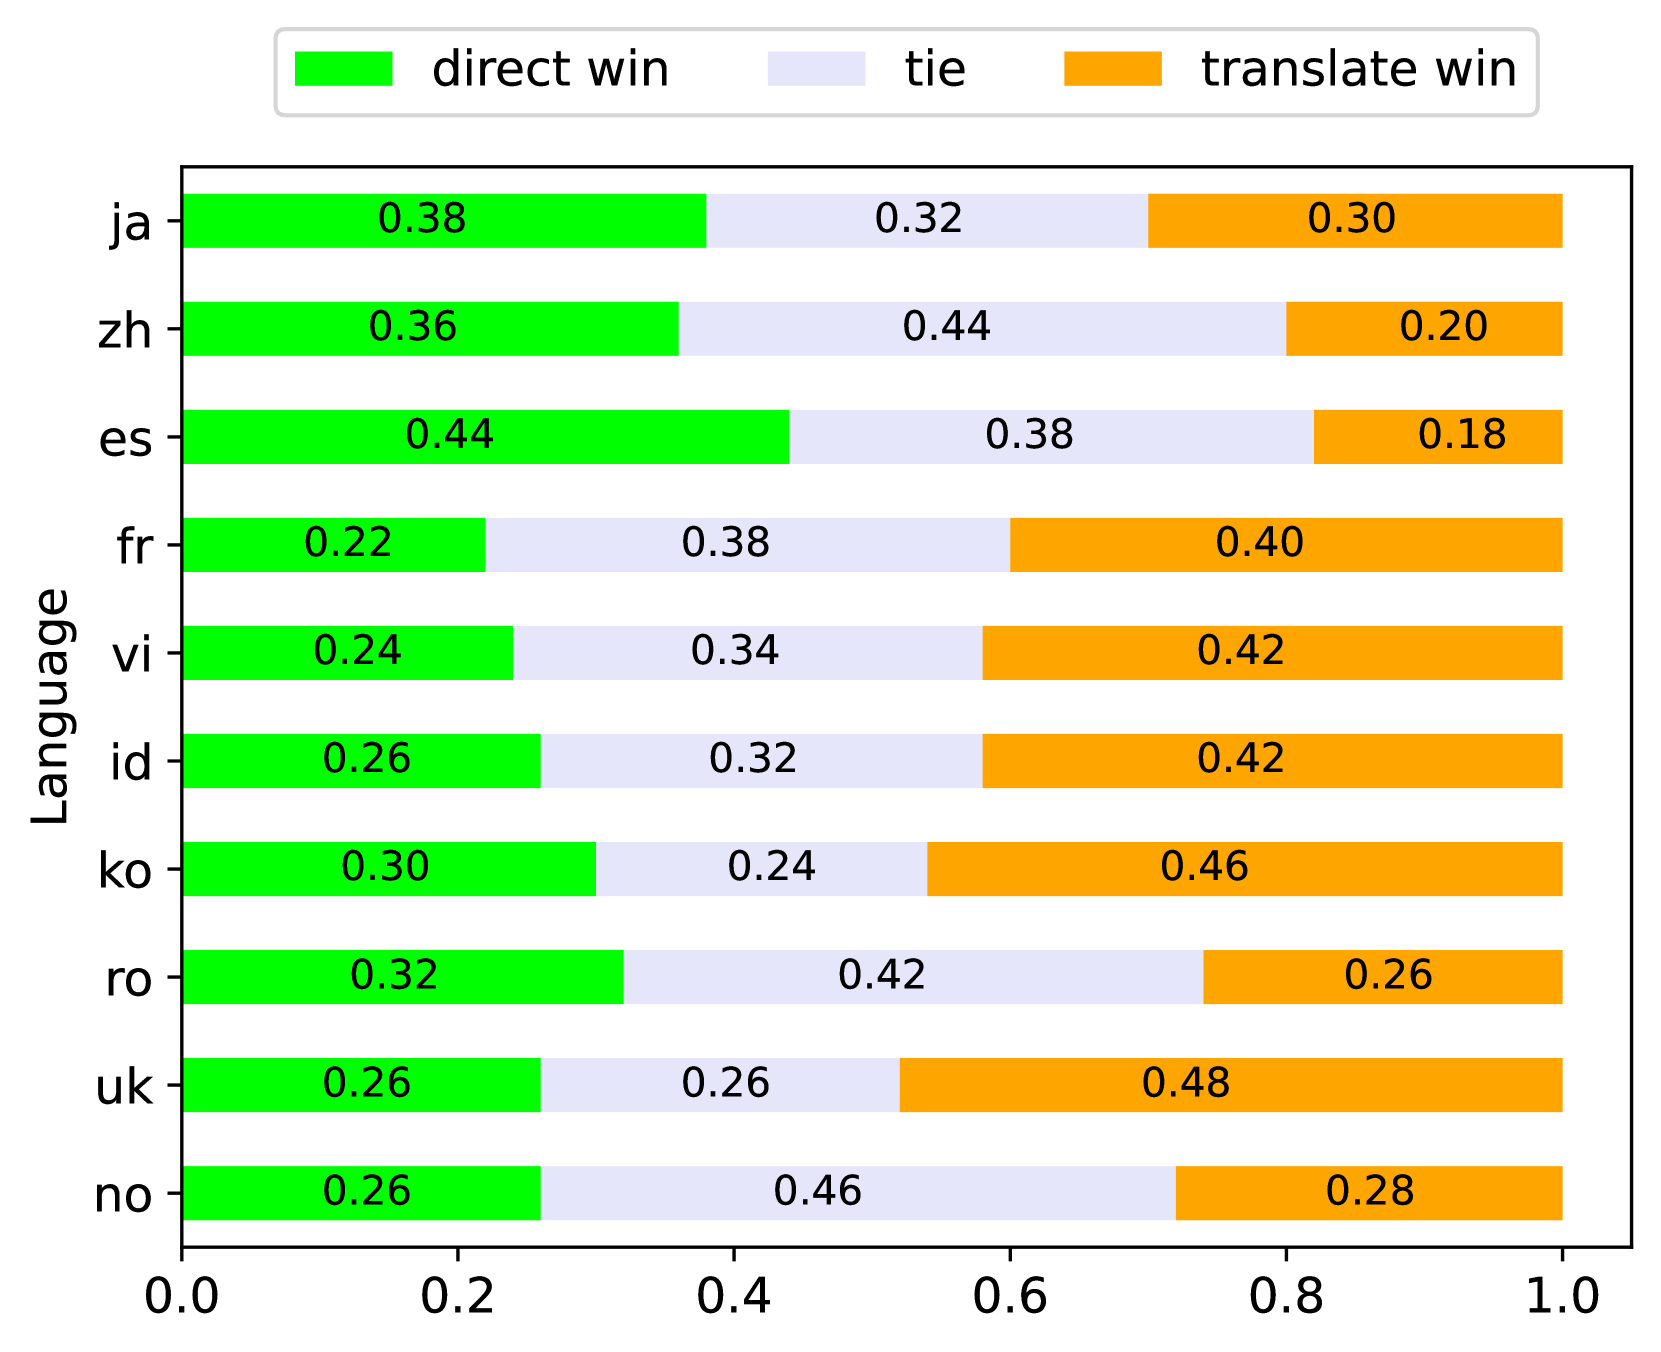 direct win tie translate win
ja 0.38 0.32 0.30
zh 0.36 0.44 0.20
es 0.44 0.38 0.18
fr 0.22 0.38 0.40
vi 0.24 0.34 0.42
id 0.26 0.32 0.42
ko 0.30 0.24 0.46
ro 0.32 0.42 0.26
uk 0.26 0.26 0.48
no 0.26 0.46 0.28
Language
0.0 0.2 0.4 0.6 0.8 1.0